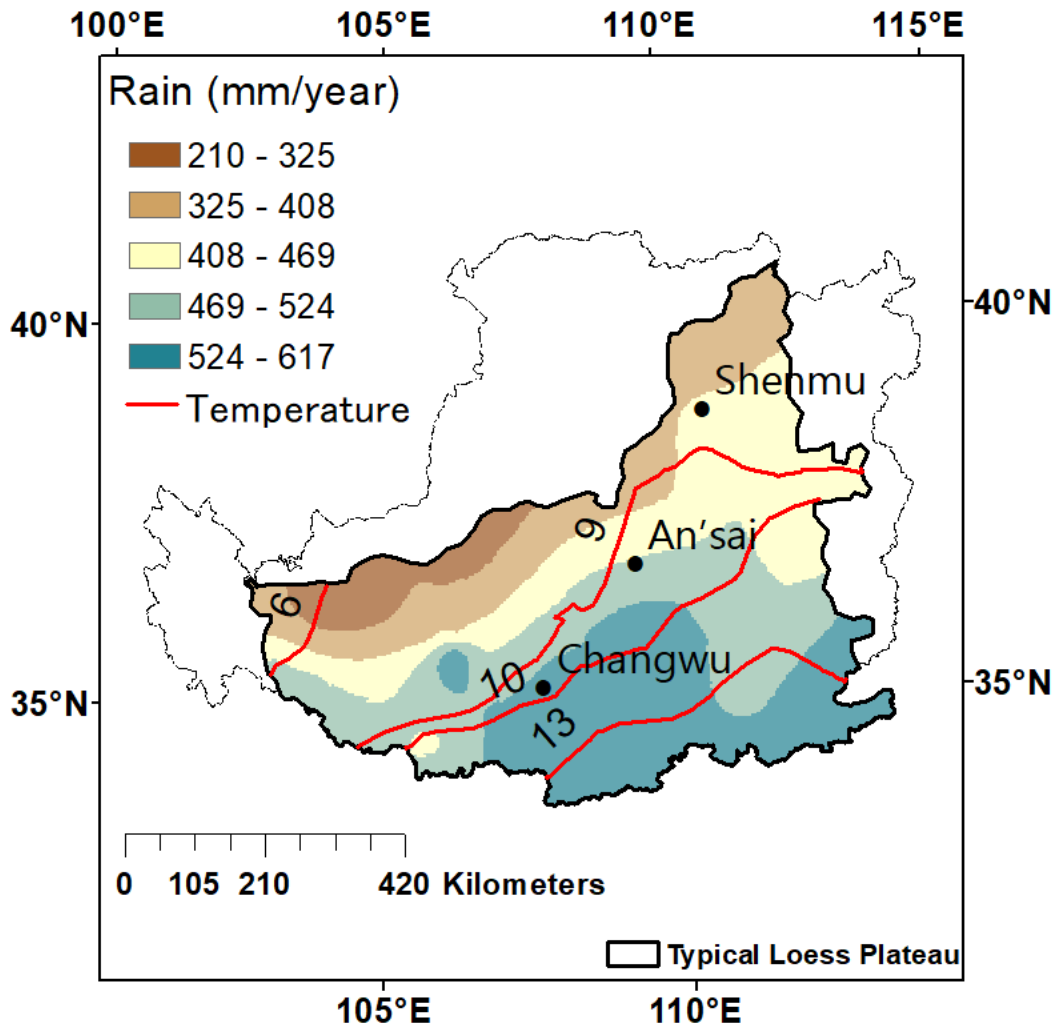 100°E 105°E 110°E 115°E
Rain (mm/year)
210 - 325
325 - 408
408 - 469
469 - 524
524 - 617
Temperature
40°N
40°N
Shenmu
9
An'sai
6
10
Changwu
13
35°N
35°N
0 105 210 420 Kilometers
Typical Loess Plateau
105°E 110°E